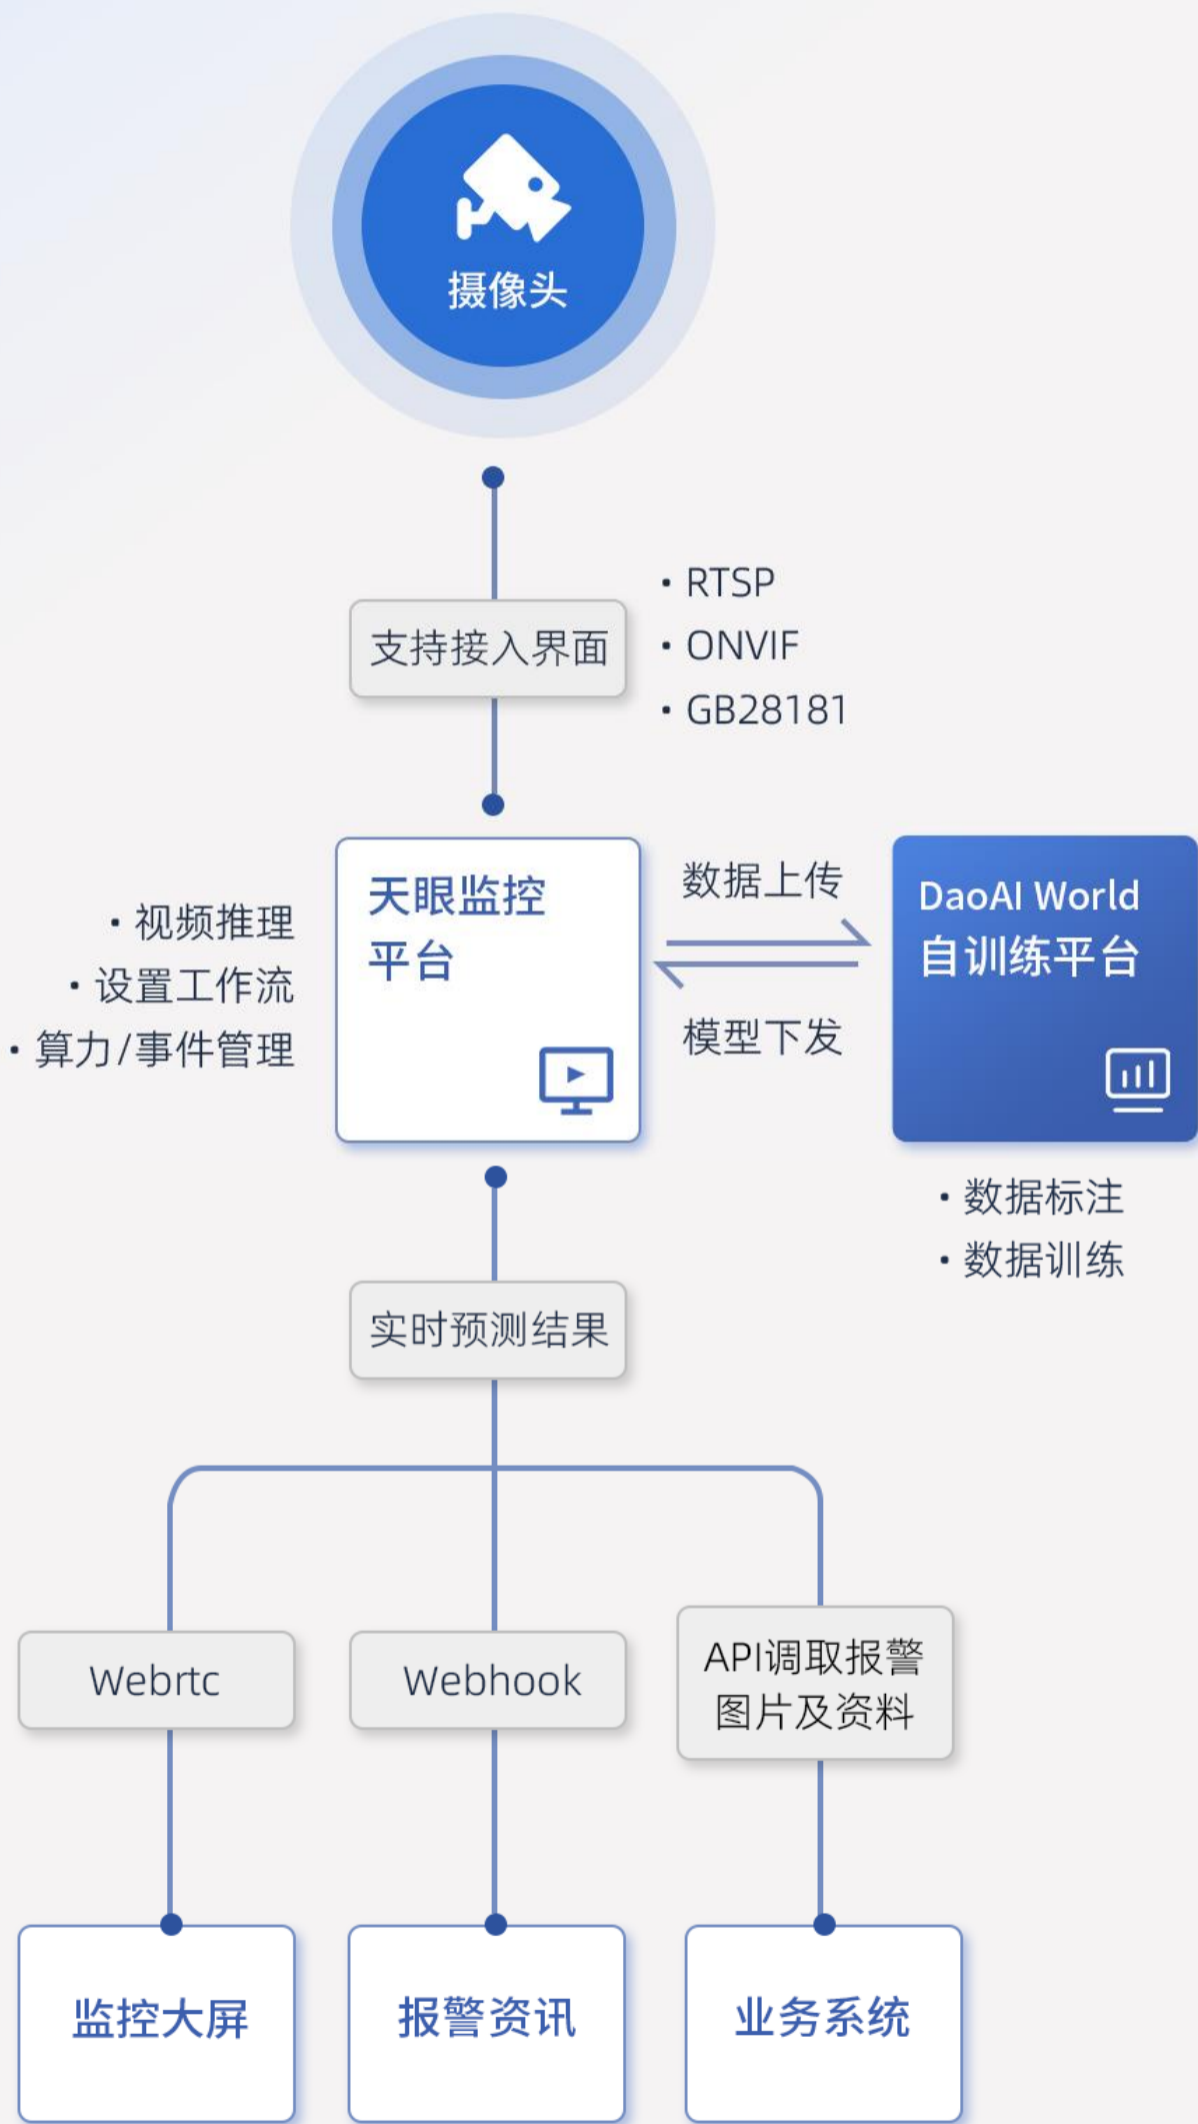 摄像头
支持接入界面
· RTSP
· ONVIF
· GB28181
· 视频推理
· 设置工作流
· 算力/事件管理
天眼监控
平台
数据上传
模型下发
DaoAI World
自训练平台
· 数据标注
· 数据训练
实时预测结果
Webrtc
Webhook
API调取报警
图片及资料
监控大屏
报警资讯
业务系统